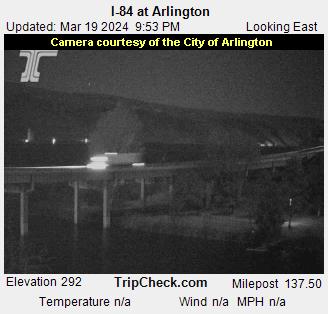 I-84 at Arlington
Updated: Mar 19 2024 9:53 PM Looking East
Camera courtesy of the City of Arlington
Elevation 292 TripCheck.com Milepost 137.50
Temperature n/a Wind n/a MPH n/a